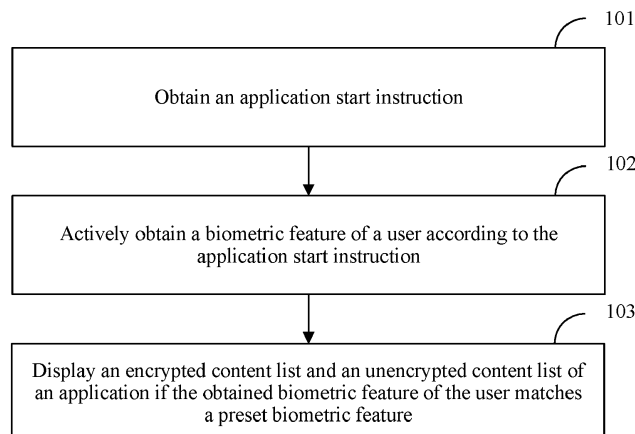 101
Obtain an application start instruction
102
Actively obtain a biometric feature of a user according to the
application start instruction
103
Display an encrypted content list and an unencrypted content list of
an application if the obtained biometric feature of the user matches
a preset biometric feature